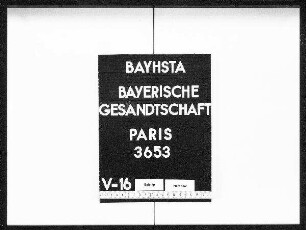 BAYHSTA
BAYERISCHE
GESANDTSCHAFT
PARIS
3653
V-16